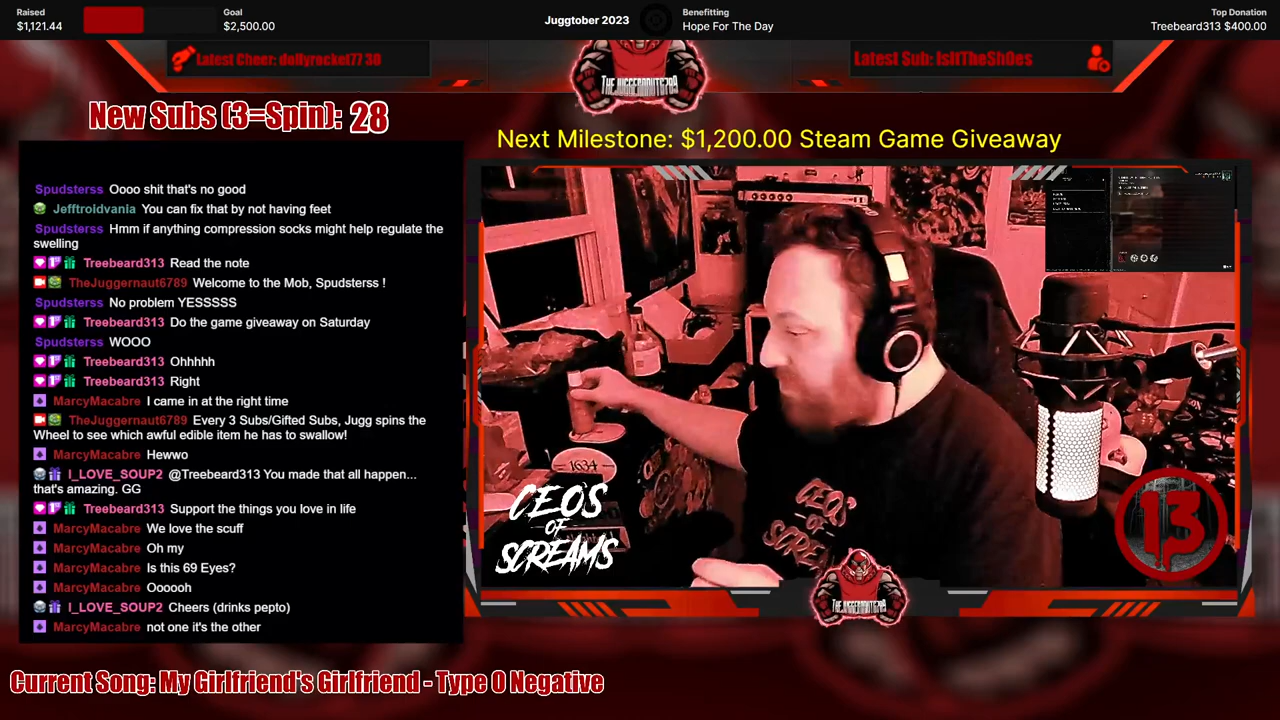 Raised
$1,121.44
Goal
$2,500.00
Juggtober 2023
Benefitting
Hope For The Day
Top Donation
Treebeard313 $400.00
Latest Cheer: dollyrocket77 30
THEJUGGERNAUT6789
Latest Sub: IsItTheSh0es
New Subs (3=Spin): 28
Next Milestone: $1,200.00 Steam Game Giveaway
Spudsterss Oooo shit that's no good
Jefftroidvania You can fix that by not having feet
Spudsterss Hmm if anything compression socks might help regulate the
swelling
Treebeard313 Read the note
TheJuggernaut6789 Welcome to the Mob, Spudsterss !
Spudsterss No problem YESSSSS
Treebeard313 Do the game giveaway on Saturday
Spudsterss WOOO
Treebeard313 Ohhhhh
Treebeard313 Right
MarcyMacabre I came in at the right time
TheJuggernaut6789 Every 3 Subs/Gifted Subs, Jugg spins the
Wheel to see which awful edible item he has to swallow!
MarcyMacabre Hewwo
I_LOVE_SOUP2 @Treebeard313 You made that all happen...
that's amazing. GG
Treebeard313 Support the things you love in life
MarcyMacabre We love the scuff
MarcyMacabre Oh my
MarcyMacabre Is this 69 Eyes?
MarcyMacabre Oooooh
I_LOVE_SOUP2 Cheers (drinks pepto)
MarcyMacabre not one it's the other
1634
CEO'S
OF
SCREAMS
CEO'S
OF
SCREA
13
THEJUGGERNAUT6789
Current Song: My Girlfriend's Girlfriend - Type O Negative